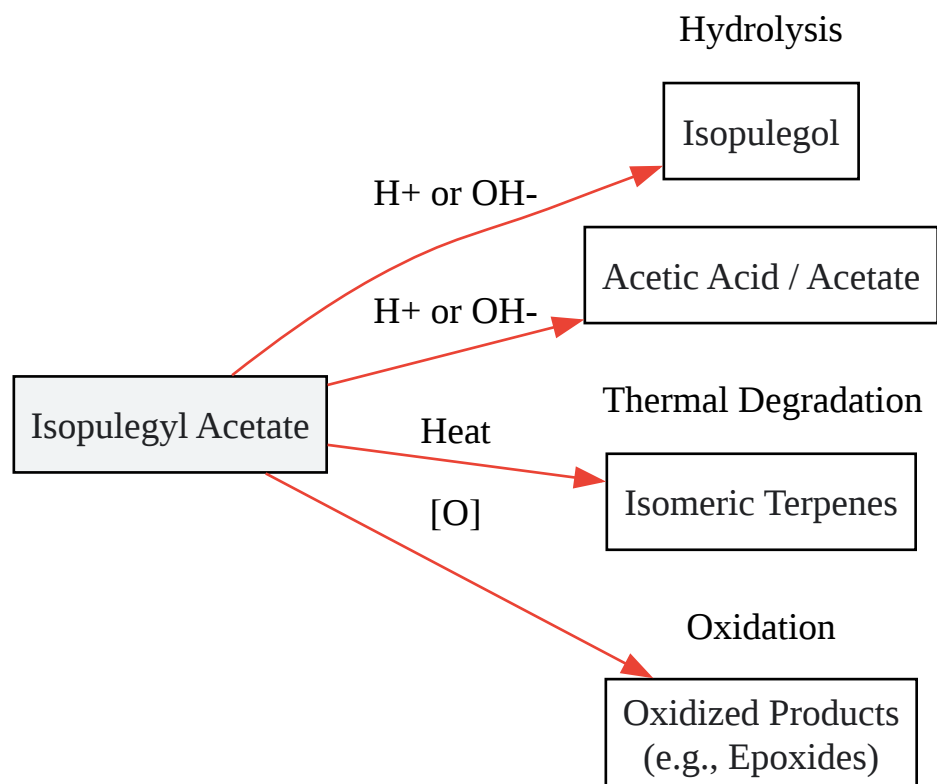 Hydrolysis
Isopulegol
H+ or OH-
Acetic Acid / Acetate
H+ or OH-
Thermal Degradation
Isopulegyl Acetate
Heat
Isomeric Terpenes
[O]
Oxidation
Oxidized Products
(e.g., Epoxides)